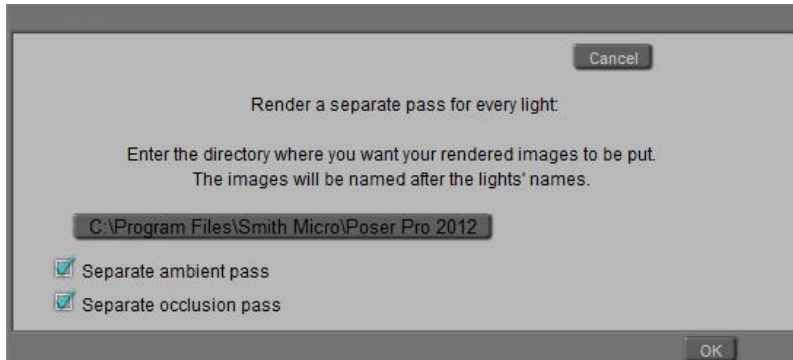 Cancel
Render a separate pass for every light:
Enter the directory where you want your rendered images to be put.
The images will be named after the lights' names.
C:\Program Files\Smith Micro\Poser Pro 2012
Separate ambient pass
Separate occlusion pass
OK